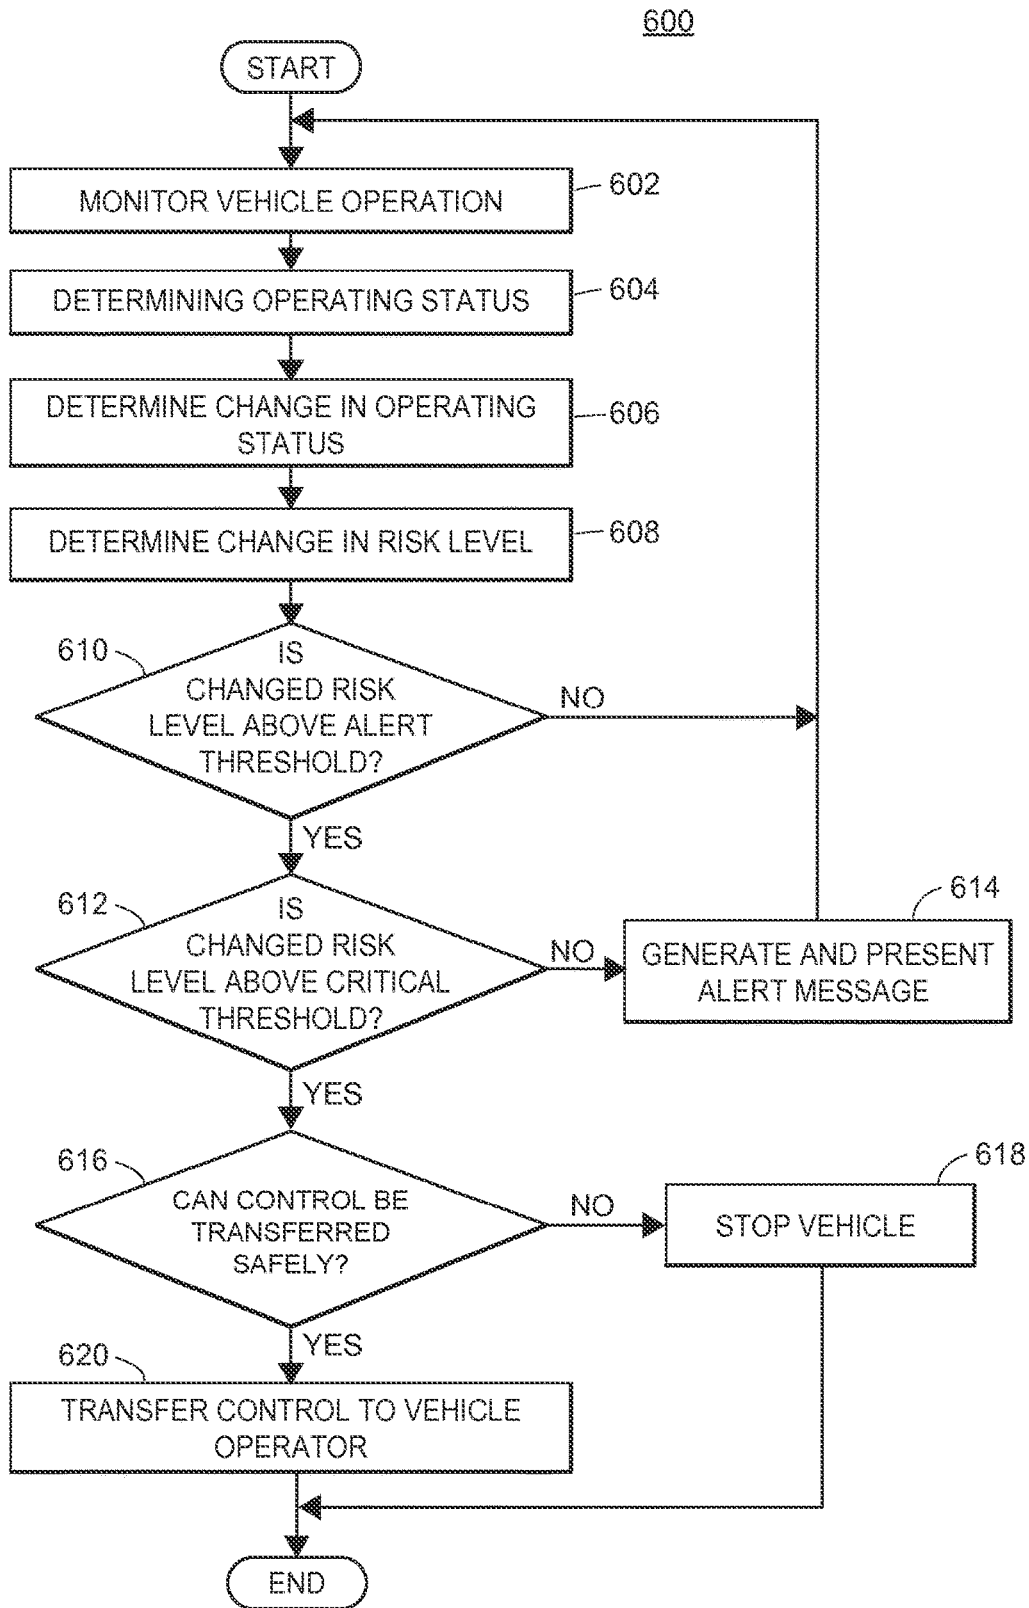 600
START
MONITOR VEHICLE OPERATION
602
DETERMINING OPERATING STATUS
604
DETERMINE CHANGE IN OPERATING
STATUS
606
DETERMINE CHANGE IN RISK LEVEL
608
610
IS
CHANGED RISK
LEVEL ABOVE ALERT
THRESHOLD?
NO
YES
612
IS
CHANGED RISK
LEVEL ABOVE CRITICAL
THRESHOLD?
NO
614
GENERATE AND PRESENT
ALERT MESSAGE
YES
616
CAN CONTROL BE
TRANSFERRED
SAFELY?
NO
618
STOP VEHICLE
YES
620
TRANSFER CONTROL TO VEHICLE
OPERATOR
END